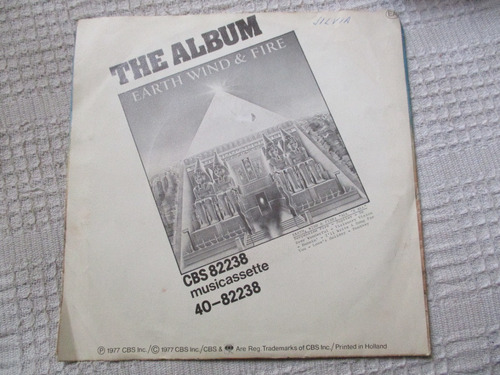 SILVIA
THE ALBUM
EARTH WIND & FIRE
CBS 82238
musicassette
40-82238
Ⓟ 1977 CBS Inc./Ⓒ 1977 CBS Inc./CBS & Are Reg Trademarks of CBS Inc./Printed in Holland